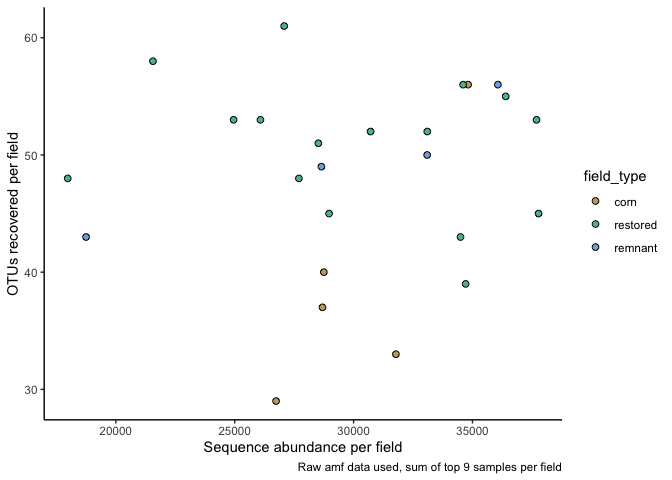 60
50
40
30
OTUs recovered per field
20000 25000 30000 35000
Sequence abundance per field
Raw amf data used, sum of top 9 samples per field
field_type
corn
restored
remnant